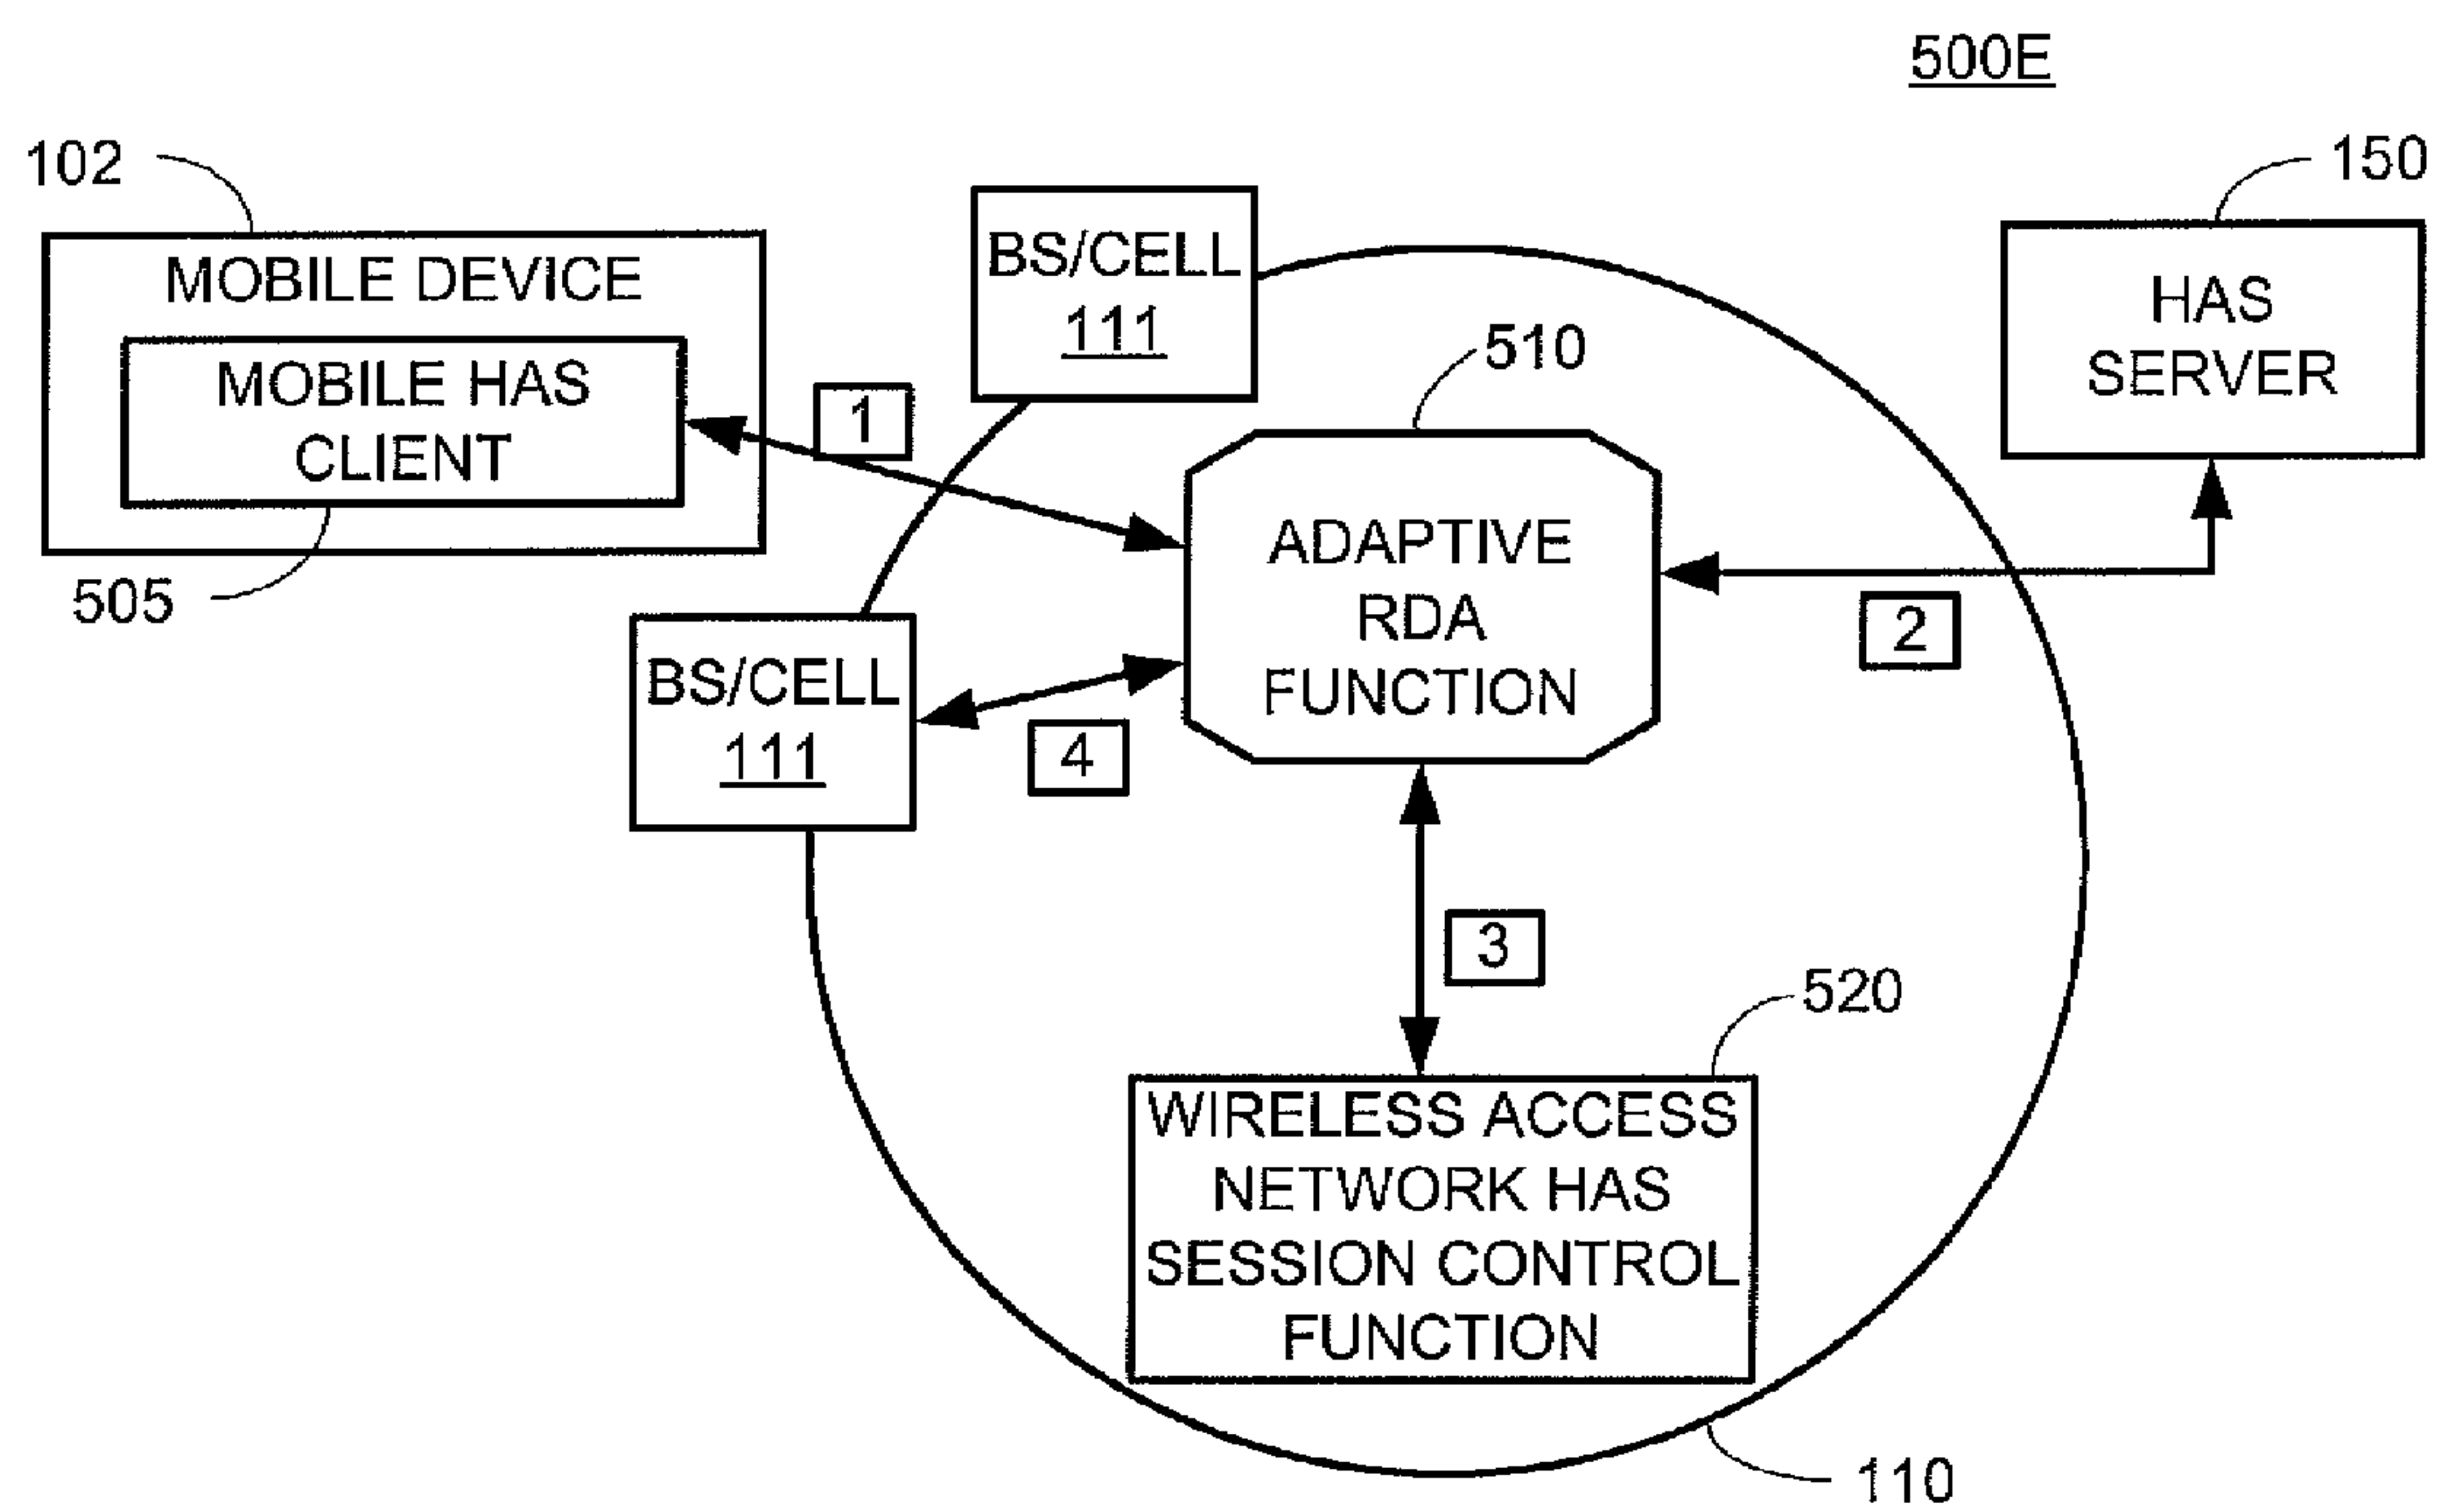 500E
102
150
MOBILE DEVICE
MOBILE HAS
CLIENT
505
BS/CELL
111
HAS
SERVER
510
1
ADAPTIVE
RDA
FUNCTION
2
BS/CELL
111
4
3
520
WIRELESS ACCESS
NETWORK HAS
SESSION CONTROL
FUNCTION
110